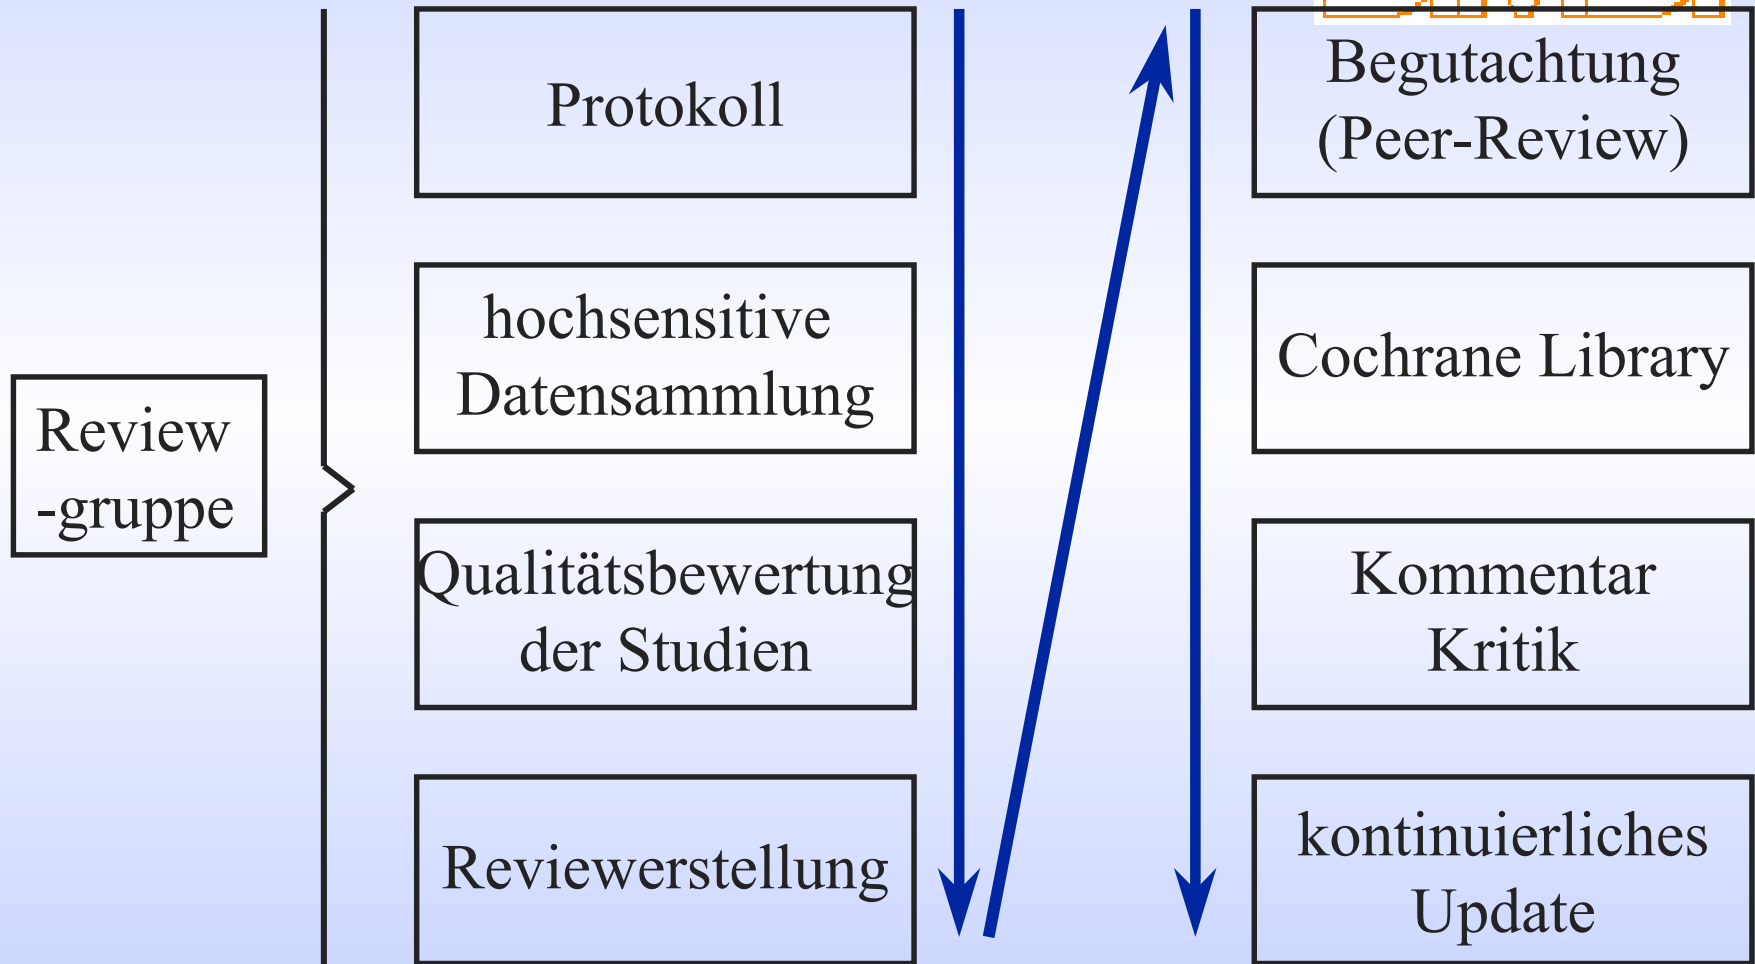 Review
-gruppe
Protokoll
hochsensitive
Datensammlung
Qualitätsbewertung
der Studien
Reviewerstellung
Begutachtung
(Peer-Review)
Cochrane Library
Kommentar
Kritik
kontinuierliches
Update